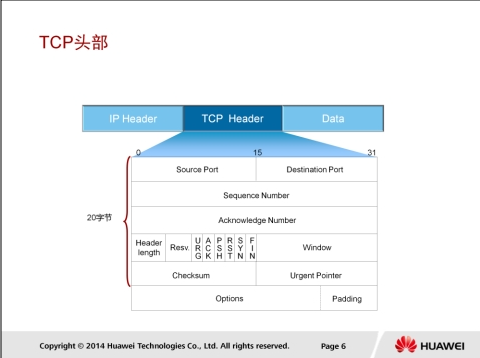 TCP头部
IP Header TCP Header Data
0 15 31
Source Port Destination Port
Sequence Number
20字节
Acknowledge Number
Header length Resv. URG ACK PSH RST SYN FIN Window
Checksum Urgent Pointer
Options Padding
Copyright © 2014 Huawei Technologies Co., Ltd. All rights reserved. Page 6 HUAWEI